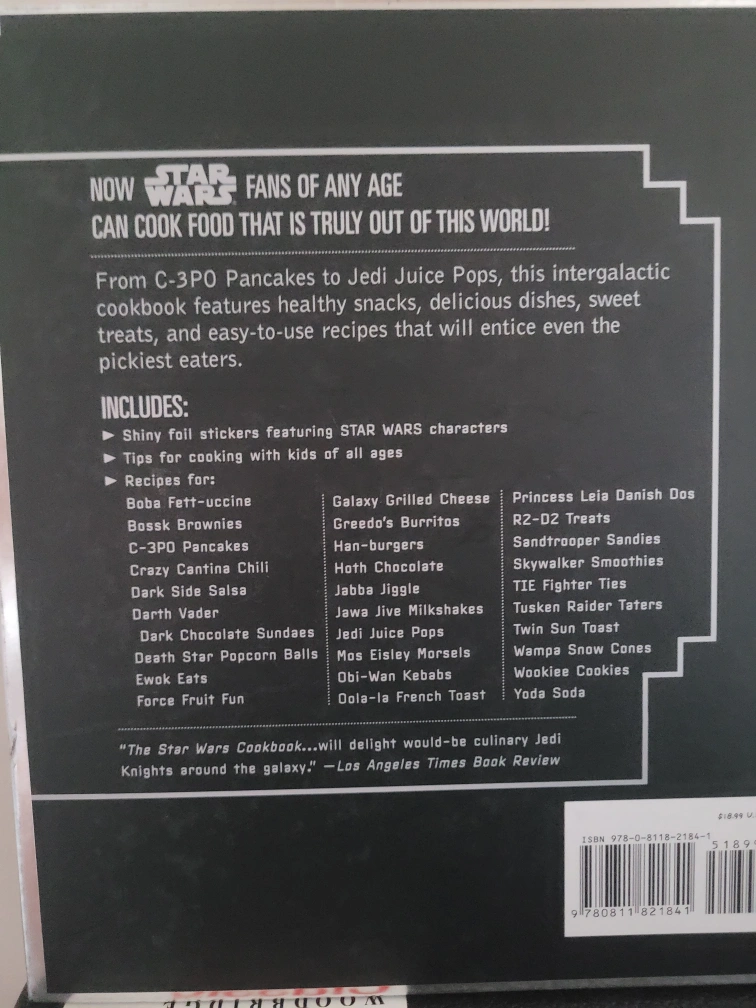 NOW STAR WARS FANS OF ANY AGE
CAN COOK FOOD THAT IS TRULY OUT OF THIS WORLD!
From C-3PO Pancakes to Jedi Juice Pops, this intergalactic
cookbook features healthy snacks, delicious dishes, sweet
treats, and easy-to-use recipes that will entice even the
pickiest eaters.
INCLUDES:
► Shiny foil stickers featuring STAR WARS characters
► Tips for cooking with kids of all ages
► Recipes for:
Boba Fett-uccine
Bossk Brownies
C-3PO Pancakes
Crazy Cantina Chili
Dark Side Salsa
Darth Vader
Dark Chocolate Sundaes
Death Star Popcorn Balls
Ewok Eats
Force Fruit Fun
Galaxy Grilled Cheese
Greedo's Burritos
Han-burgers
Hoth Chocolate
Jabba Jiggle
Jawa Jive Milkshakes
Jedi Juice Pops
Mos Eisley Morsels
Obi-Wan Kebabs
Oola-la French Toast
Princess Leia Danish Dos
R2-D2 Treats
Sandtrooper Sandies
Skywalker Smoothies
TIE Fighter Ties
Tusken Raider Taters
Twin Sun Toast
Wampa Snow Cones
Wookiee Cookies
Yoda Soda
"The Star Wars Cookbook...will delight would-be culinary Jedi
Knights around the galaxy." —Los Angeles Times Book Review
$18.99 U.
ISBN 978-0-8118-2184-1
5189
9 780811 821841
WOODBRIDGE